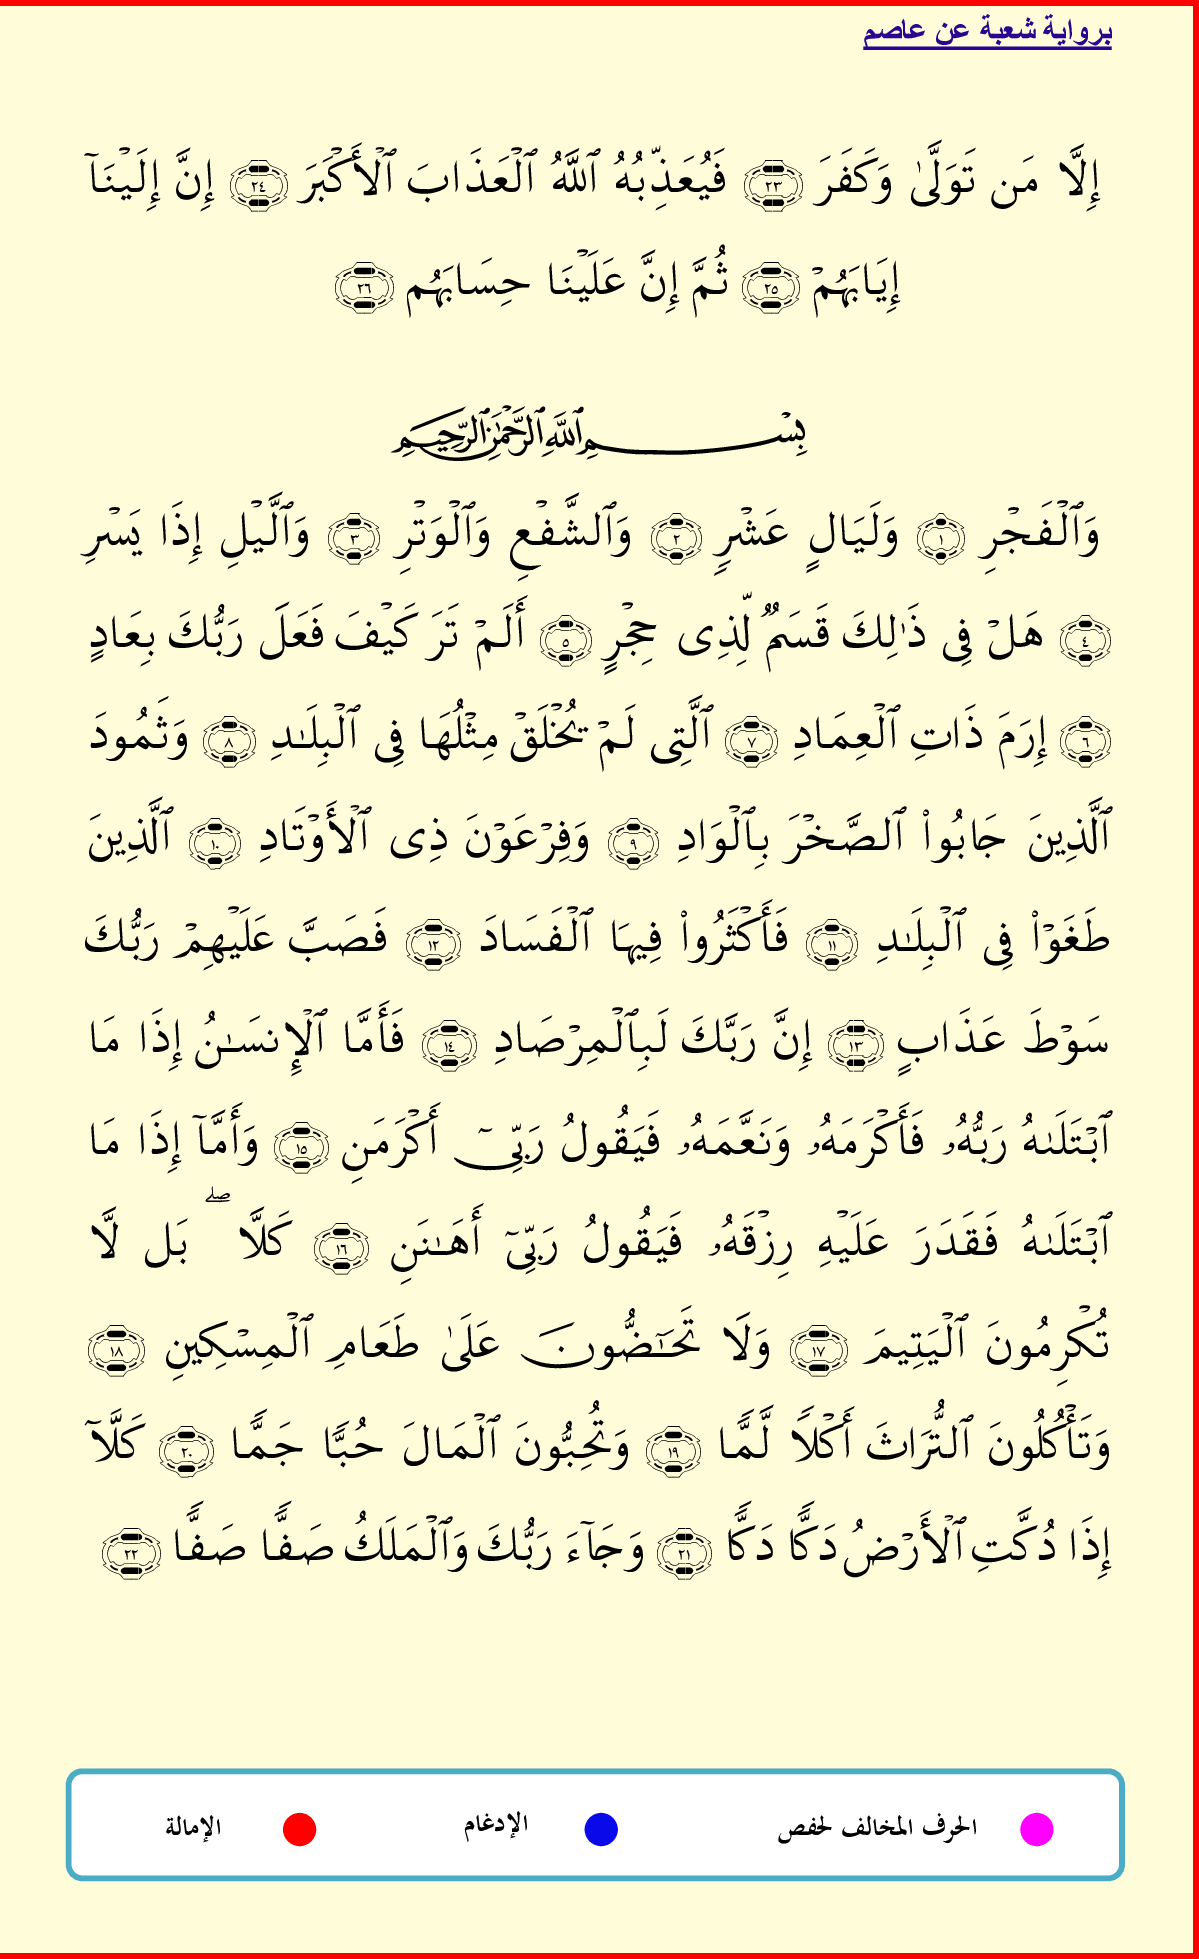 برواية شعبة عن عاصم
إِلَّا مَن تَوَلَّىٰ وَكَفَرَ ٢٣ فَيُعَذِّبُهُ ٱللَّهُ ٱلْعَذَابَ ٱلْأَكْبَرَ ٢٤ إِنَّ إِلَيْنَآ
إِيَابَهُمْ ٢٥ ثُمَّ إِنَّ عَلَيْنَا حِسَابَهُم ٢٦
بِسْمِ ٱللَّهِ ٱلرَّحْمَٰنِ ٱلرَّحِيمِ
وَٱلْفَجْرِ ١ وَلَيَالٍ عَشْرٍ ٢ وَٱلشَّفْعِ وَٱلْوَتْرِ ٣ وَٱلَّيْلِ إِذَا يَسْرِ
٤ هَلْ فِى ذَٰلِكَ قَسَمٌ لِّذِى حِجْرٍ ٥ أَلَمْ تَرَ كَيْفَ فَعَلَ رَبُّكَ بِعَادٍ
٦ إِرَمَ ذَاتِ ٱلْعِمَادِ ٧ ٱلَّتِى لَمْ يُخْلَقْ مِثْلُهَا فِى ٱلْبِلَـٰدِ ٨ وَثَمُودَ
ٱلَّذِينَ جَابُوا۟ ٱلصَّخْرَ بِٱلْوَادِ ٩ وَفِرْعَوْنَ ذِى ٱلْأَوْتَادِ ١٠ ٱلَّذِينَ
طَغَوْا۟ فِى ٱلْبِلَـٰدِ ١١ فَأَكْثَرُوا۟ فِيهَا ٱلْفَسَادَ ١٢ فَصَبَّ عَلَيْهِمْ رَبُّكَ
سَوْطَ عَذَابٍ ١٣ إِنَّ رَبَّكَ لَبِٱلْمِرْصَادِ ١٤ فَأَمَّا ٱلْإِنسَـٰنُ إِذَا مَا
ٱبْتَلَىٰهُ رَبُّهُۥ فَأَكْرَمَهُۥ وَنَعَّمَهُۥ فَيَقُولُ رَبِّىٓ أَكْرَمَنِ ١٥ وَأَمَّآ إِذَا مَا
ٱبْتَلَىٰهُ فَقَدَرَ عَلَيْهِ رِزْقَهُۥ فَيَقُولُ رَبِّىٓ أَهَـٰنَنِ ١٦ كَلَّا ۖ بَل لَّا
تُكْرِمُونَ ٱلْيَتِيمَ ١٧ وَلَا تَحَـٰٓضُّونَ عَلَىٰ طَعَامِ ٱلْمِسْكِينِ ١٨
وَتَأْكُلُونَ ٱلتُّرَاثَ أَكْلًا لَّمًّا ١٩ وَتُحِبُّونَ ٱلْمَالَ حُبًّا جَمًّا ٢٠ كَلَّآ
إِذَا دُكَّتِ ٱلْأَرْضُ دَكًّا دَكًّا ٢١ وَجَآءَ رَبُّكَ وَٱلْمَلَكُ صَفًّا صَفًّا ٢٢
الحرف المخالف لحفص الإدغام الإمالة